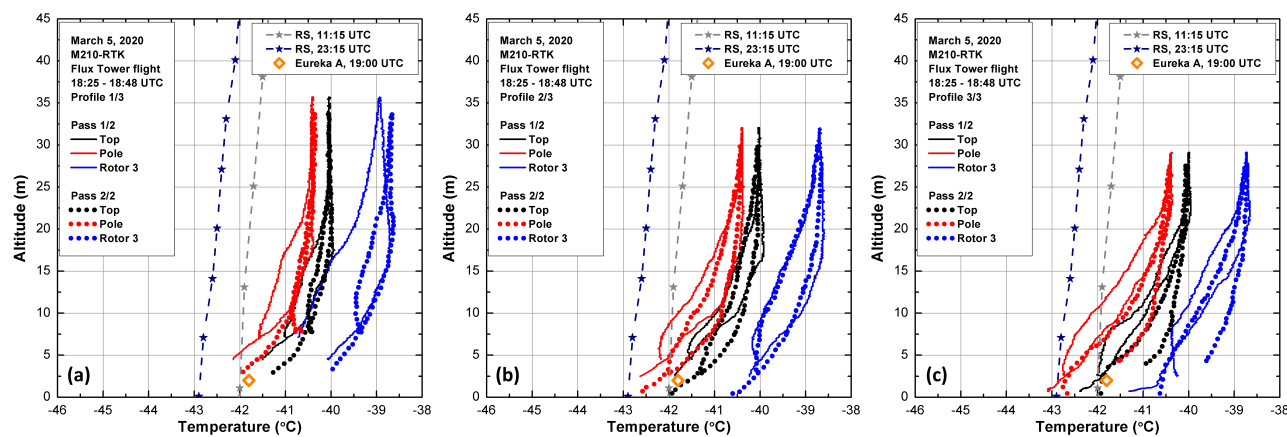 March 5, 2020
M210-RTK
Flux Tower flight
18:25 - 18:48 UTC
Profile 1/3
Pass 1/2
Top
Pole
Rotor 3
Pass 2/2
Top
Pole
Rotor 3
RS, 11:15 UTC
RS, 23:15 UTC
Eureka A, 19:00 UTC
45
40
35
30
25
20
15
10
5
0
Altitude (m)
(a)
-46 -45 -44 -43 -42 -41 -40 -39 -38
Temperature (°C)
March 5, 2020
M210-RTK
Flux Tower flight
18:25 - 18:48 UTC
Profile 2/3
Pass 1/2
Top
Pole
Rotor 3
Pass 2/2
Top
Pole
Rotor 3
RS, 11:15 UTC
RS, 23:15 UTC
Eureka A, 19:00 UTC
45
40
35
30
25
20
15
10
5
0
Altitude (m)
(b)
-46 -45 -44 -43 -42 -41 -40 -39 -38
Temperature (°C)
March 5, 2020
M210-RTK
Flux Tower flight
18:25 - 18:48 UTC
Profile 3/3
Pass 1/2
Top
Pole
Rotor 3
Pass 2/2
Top
Pole
Rotor 3
RS, 11:15 UTC
RS, 23:15 UTC
Eureka A, 19:00 UTC
45
40
35
30
25
20
15
10
5
0
Altitude (m)
(c)
-46 -45 -44 -43 -42 -41 -40 -39 -38
Temperature (°C)